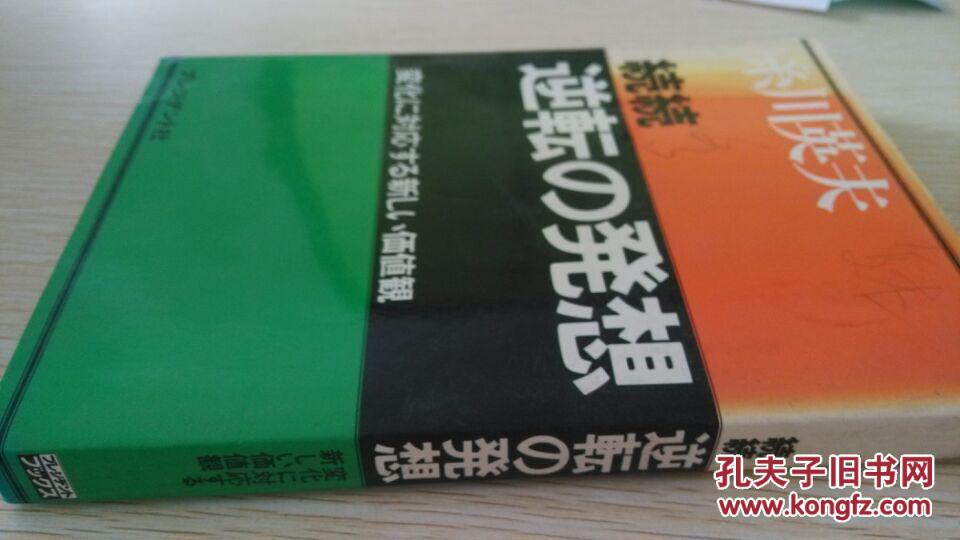 糸川英夫
続続
逆転の発想
変化に対応する新しい価値観
プレジデント社
続続
逆転の発想
変化に対応する
新しい価値観
プレジデント
ブックス
孔夫子旧书网
www.kongfz.com